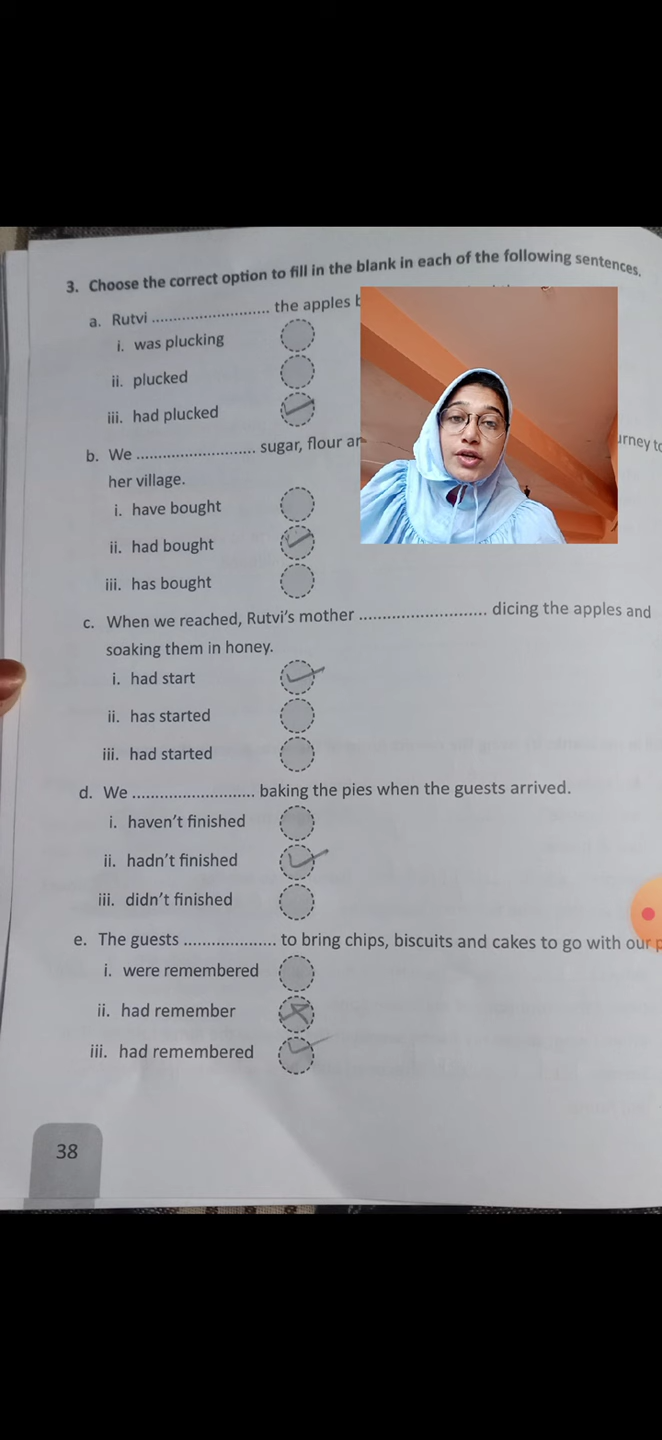 3. Choose the correct option to fill in the blank in each of the following sentences.
a. Rutvi .......................... the apples
i. was plucking
ii. plucked
iii. had plucked
b. We .......................... sugar, flour
her village.
i. have bought
ii. had bought
iii. has bought
c. When we reached, Rutvi's mother .......................... dicing the apples and
soaking them in honey.
i. had start
ii. has started
iii. had started
d. We .......................... baking the pies when the guests arrived.
i. haven't finished
ii. hadn't finished
iii. didn't finished
e. The guests .................... to bring chips, biscuits and cakes to go with our
i. were remembered
ii. had remember
iii. had remembered
38